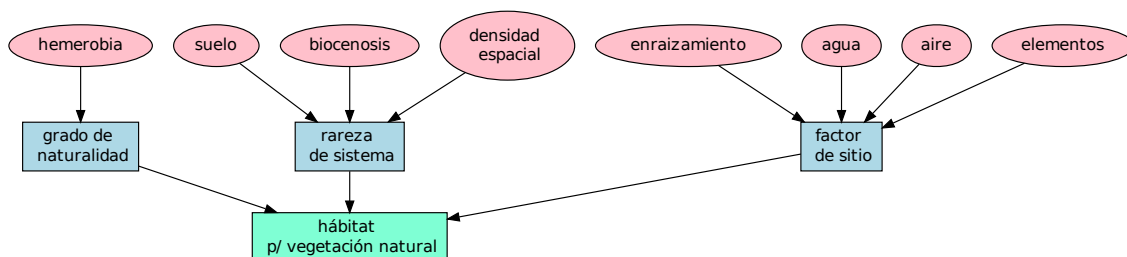 hemerobia
suelo
biocenosis
densidad
espacial
enraizamiento
agua
aire
elementos
grado de
naturalidad
rareza
de sistema
factor
de sitio
hábitat
p/ vegetación natural